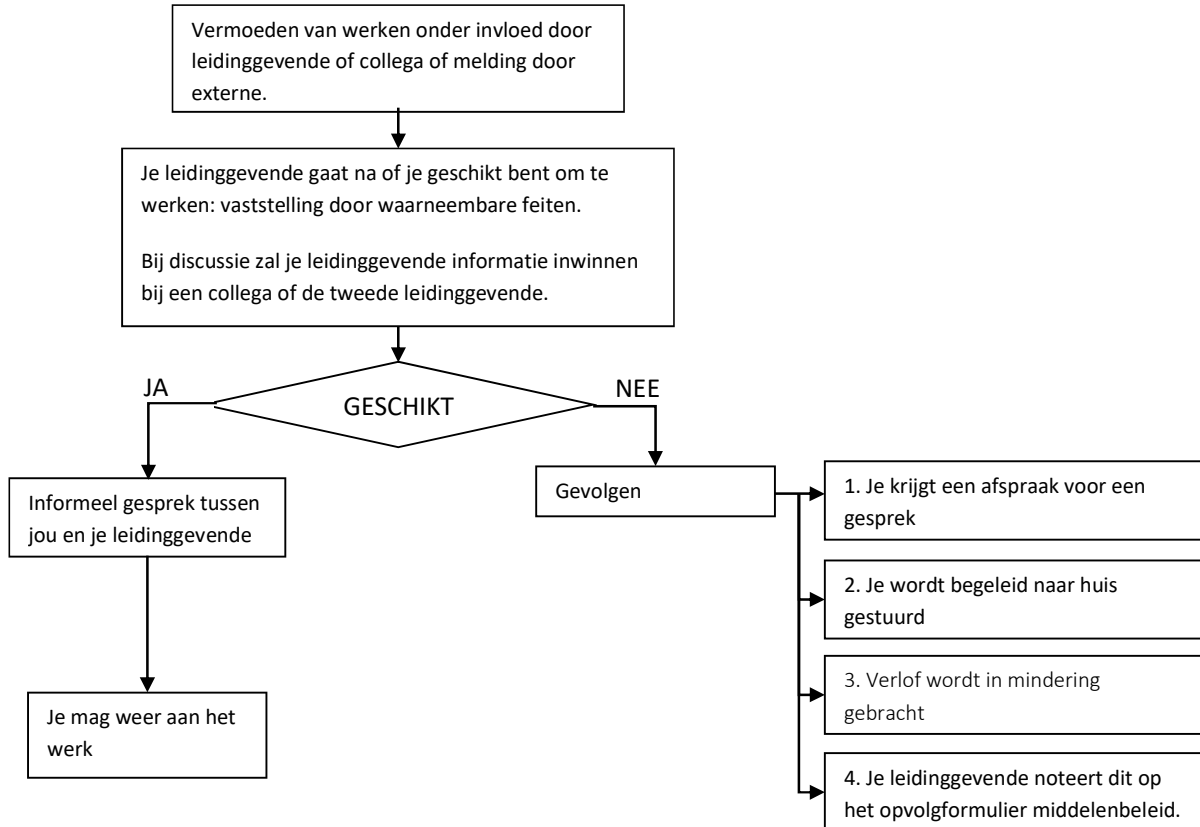 Vermoeden van werken onder invloed door
leidinggevende of collega of melding door
externe.
Je leidinggevende gaat na of je geschikt bent om te
werken: vaststelling door waarneembare feiten.
Bij discussie zal je leidinggevende informatie inwinnen
bij een collega of de tweede leidinggevende.
JA
NEE
GESCHIKT
Informeel gesprek tussen
jou en je leidinggevende
Je mag weer aan het
werk
Gevolgen
1. Je krijgt een afspraak voor een
gesprek
2. Je wordt begeleid naar huis
gestuurd
3. Verlof wordt in mindering
gebracht
4. Je leidinggevende noteert dit op
het opvolgformulier middelenbeleid.